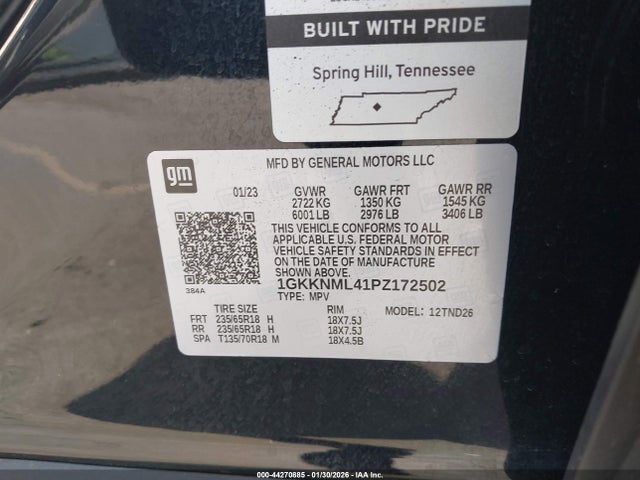 BUILT WITH PRIDE
Spring Hill, Tennessee
gm
MFD BY GENERAL MOTORS LLC
01/23 GVWR GAWR FRT GAWR RR
2722 KG 1350 KG 1545 KG
6001 LB 2976 LB 3406 LB
THIS VEHICLE CONFORMS TO ALL
APPLICABLE U.S. FEDERAL MOTOR
VEHICLE SAFETY STANDARDS IN EFFECT
ON THE DATE OF MANUFACTURE
SHOWN ABOVE.
384A
1GKKNML41PZ172502
TYPE: MPV MODEL: 12TND26
TIRE SIZE RIM
FRT 235/65R18 H 18X7.5J
RR 235/65R18 H 18X7.5J
SPA T135/70R18 M 18X4.5B
000-44270885 - 01/30/2026 - IAA Inc.